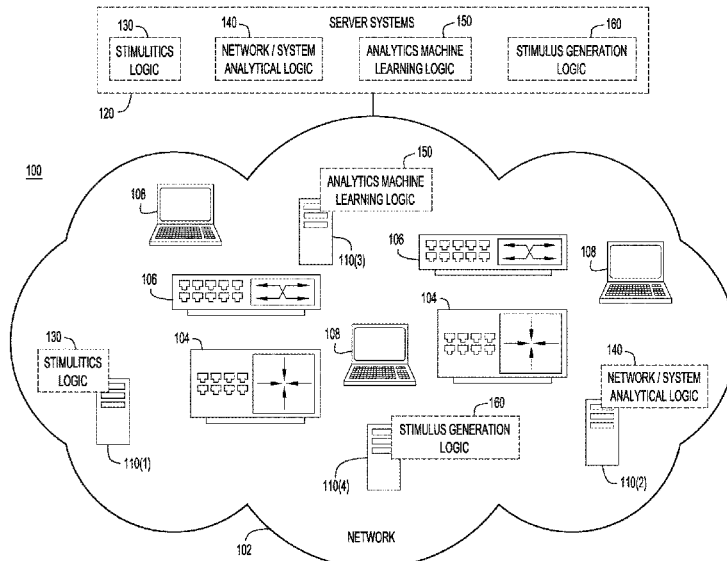 SERVER SYSTEMS
130
140
150
160
STIMULITICS
LOGIC
NETWORK / SYSTEM
ANALYTICAL LOGIC
ANALYTICS MACHINE
LEARNING LOGIC
STIMULUS GENERATION
LOGIC
120
100
150
108
ANALYTICS MACHINE
LEARNING LOGIC
106
108
110(3)
106
104
130
104
108
140
STIMULITICS
LOGIC
NETWORK / SYSTEM
ANALYTICAL LOGIC
160
STIMULUS GENERATION
LOGIC
110(1)
110(4)
110(2)
NETWORK
102